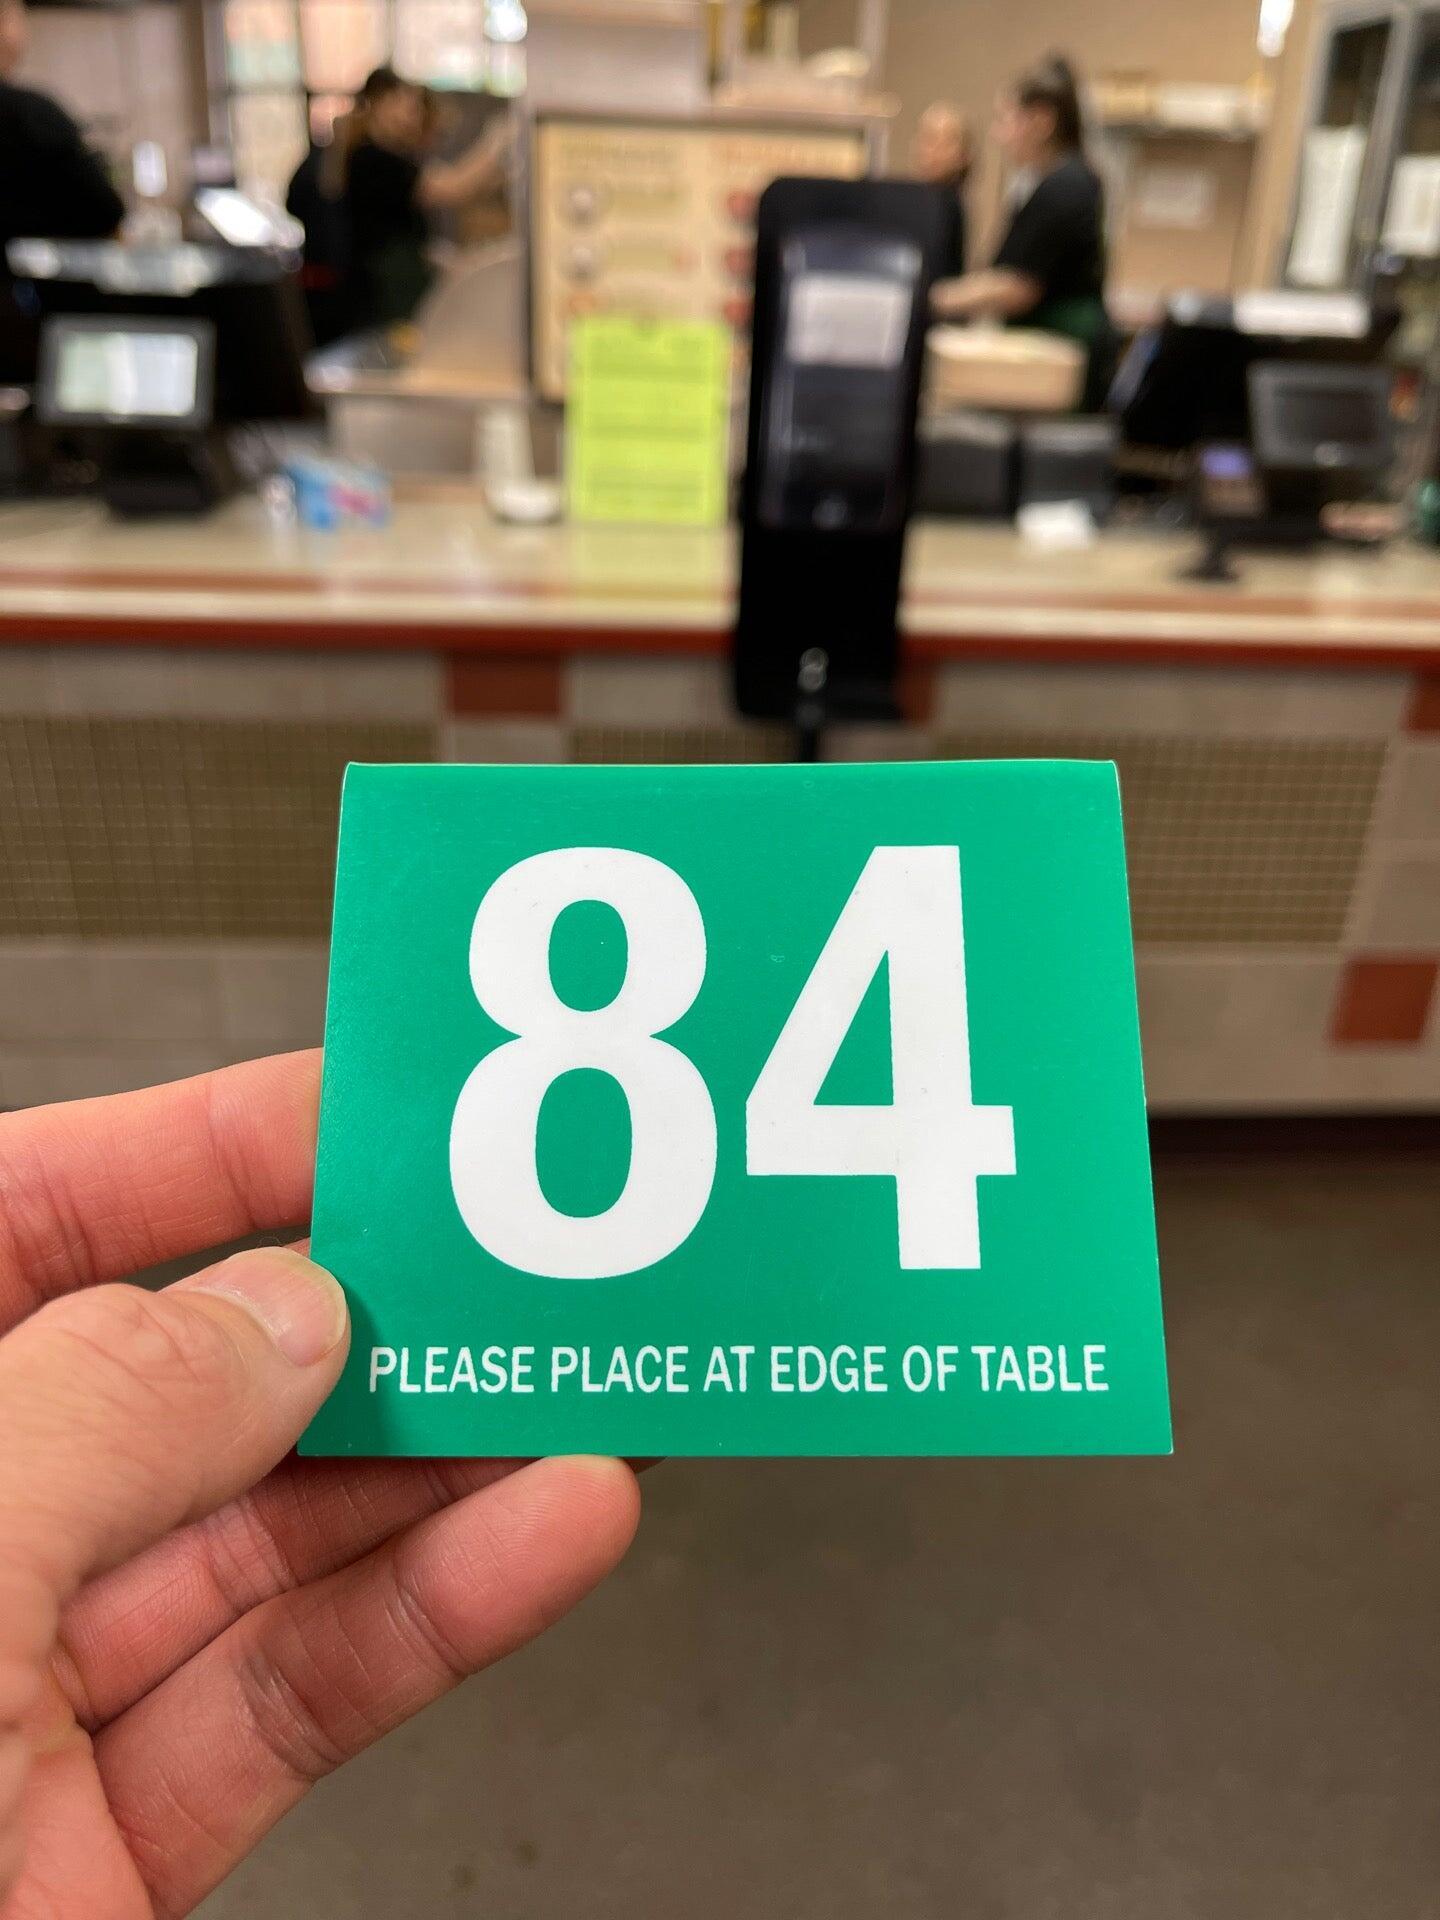 84
PLEASE PLACE AT EDGE OF TABLE